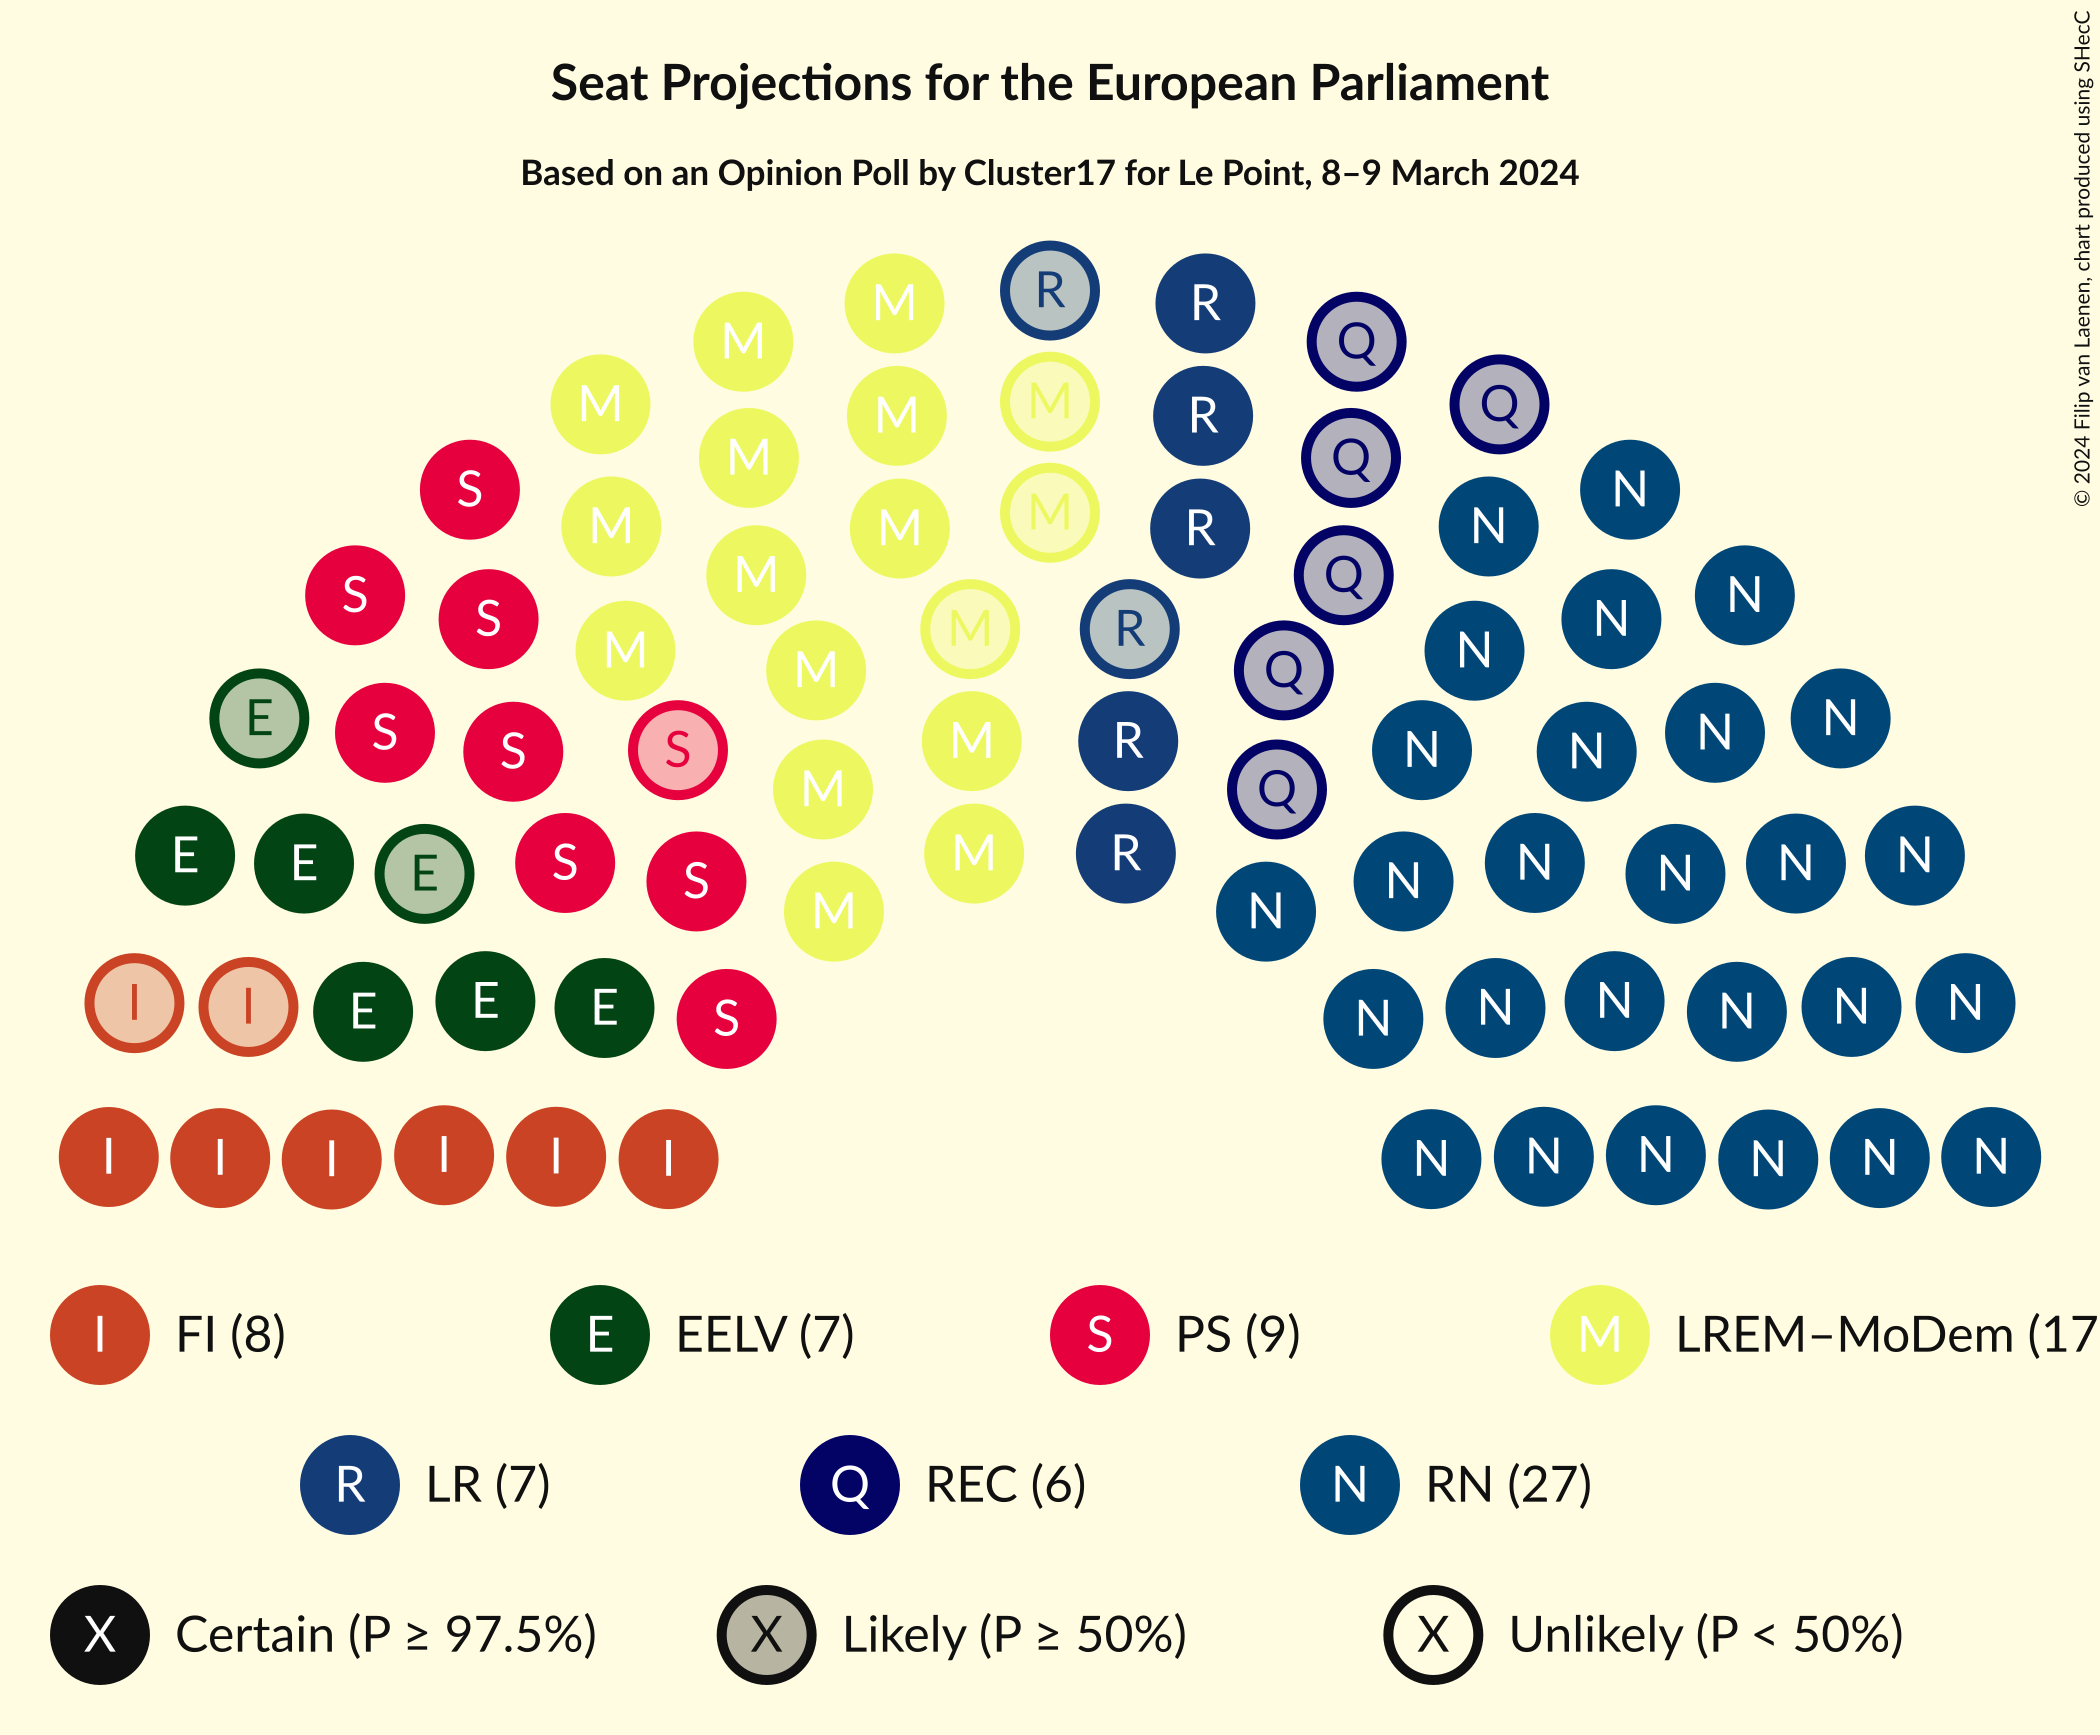 Seat Projections for the European Parliament
Based on an Opinion Poll by Cluster17 for Le Point, 8–9 March 2024
© 2024 Filip van Laenen, chart produced using SHecC
R R
M M Q Q
M R
M M M Q
S M N N
M M R
M M Q
S S N N
M R
M M Q N
M Q
E S S N N N
S M R N
M Q
E E E S S M R N N N N N
M N
I I E E E S N N N N N N
I I I I I I N N N N N N
I FI (8) E EELV (7) S PS (9) M LREM–MoDem (17
R LR (7) Q REC (6) N RN (27)
X Certain (P ≥ 97.5%) X Likely (P ≥ 50%) X Unlikely (P < 50%)